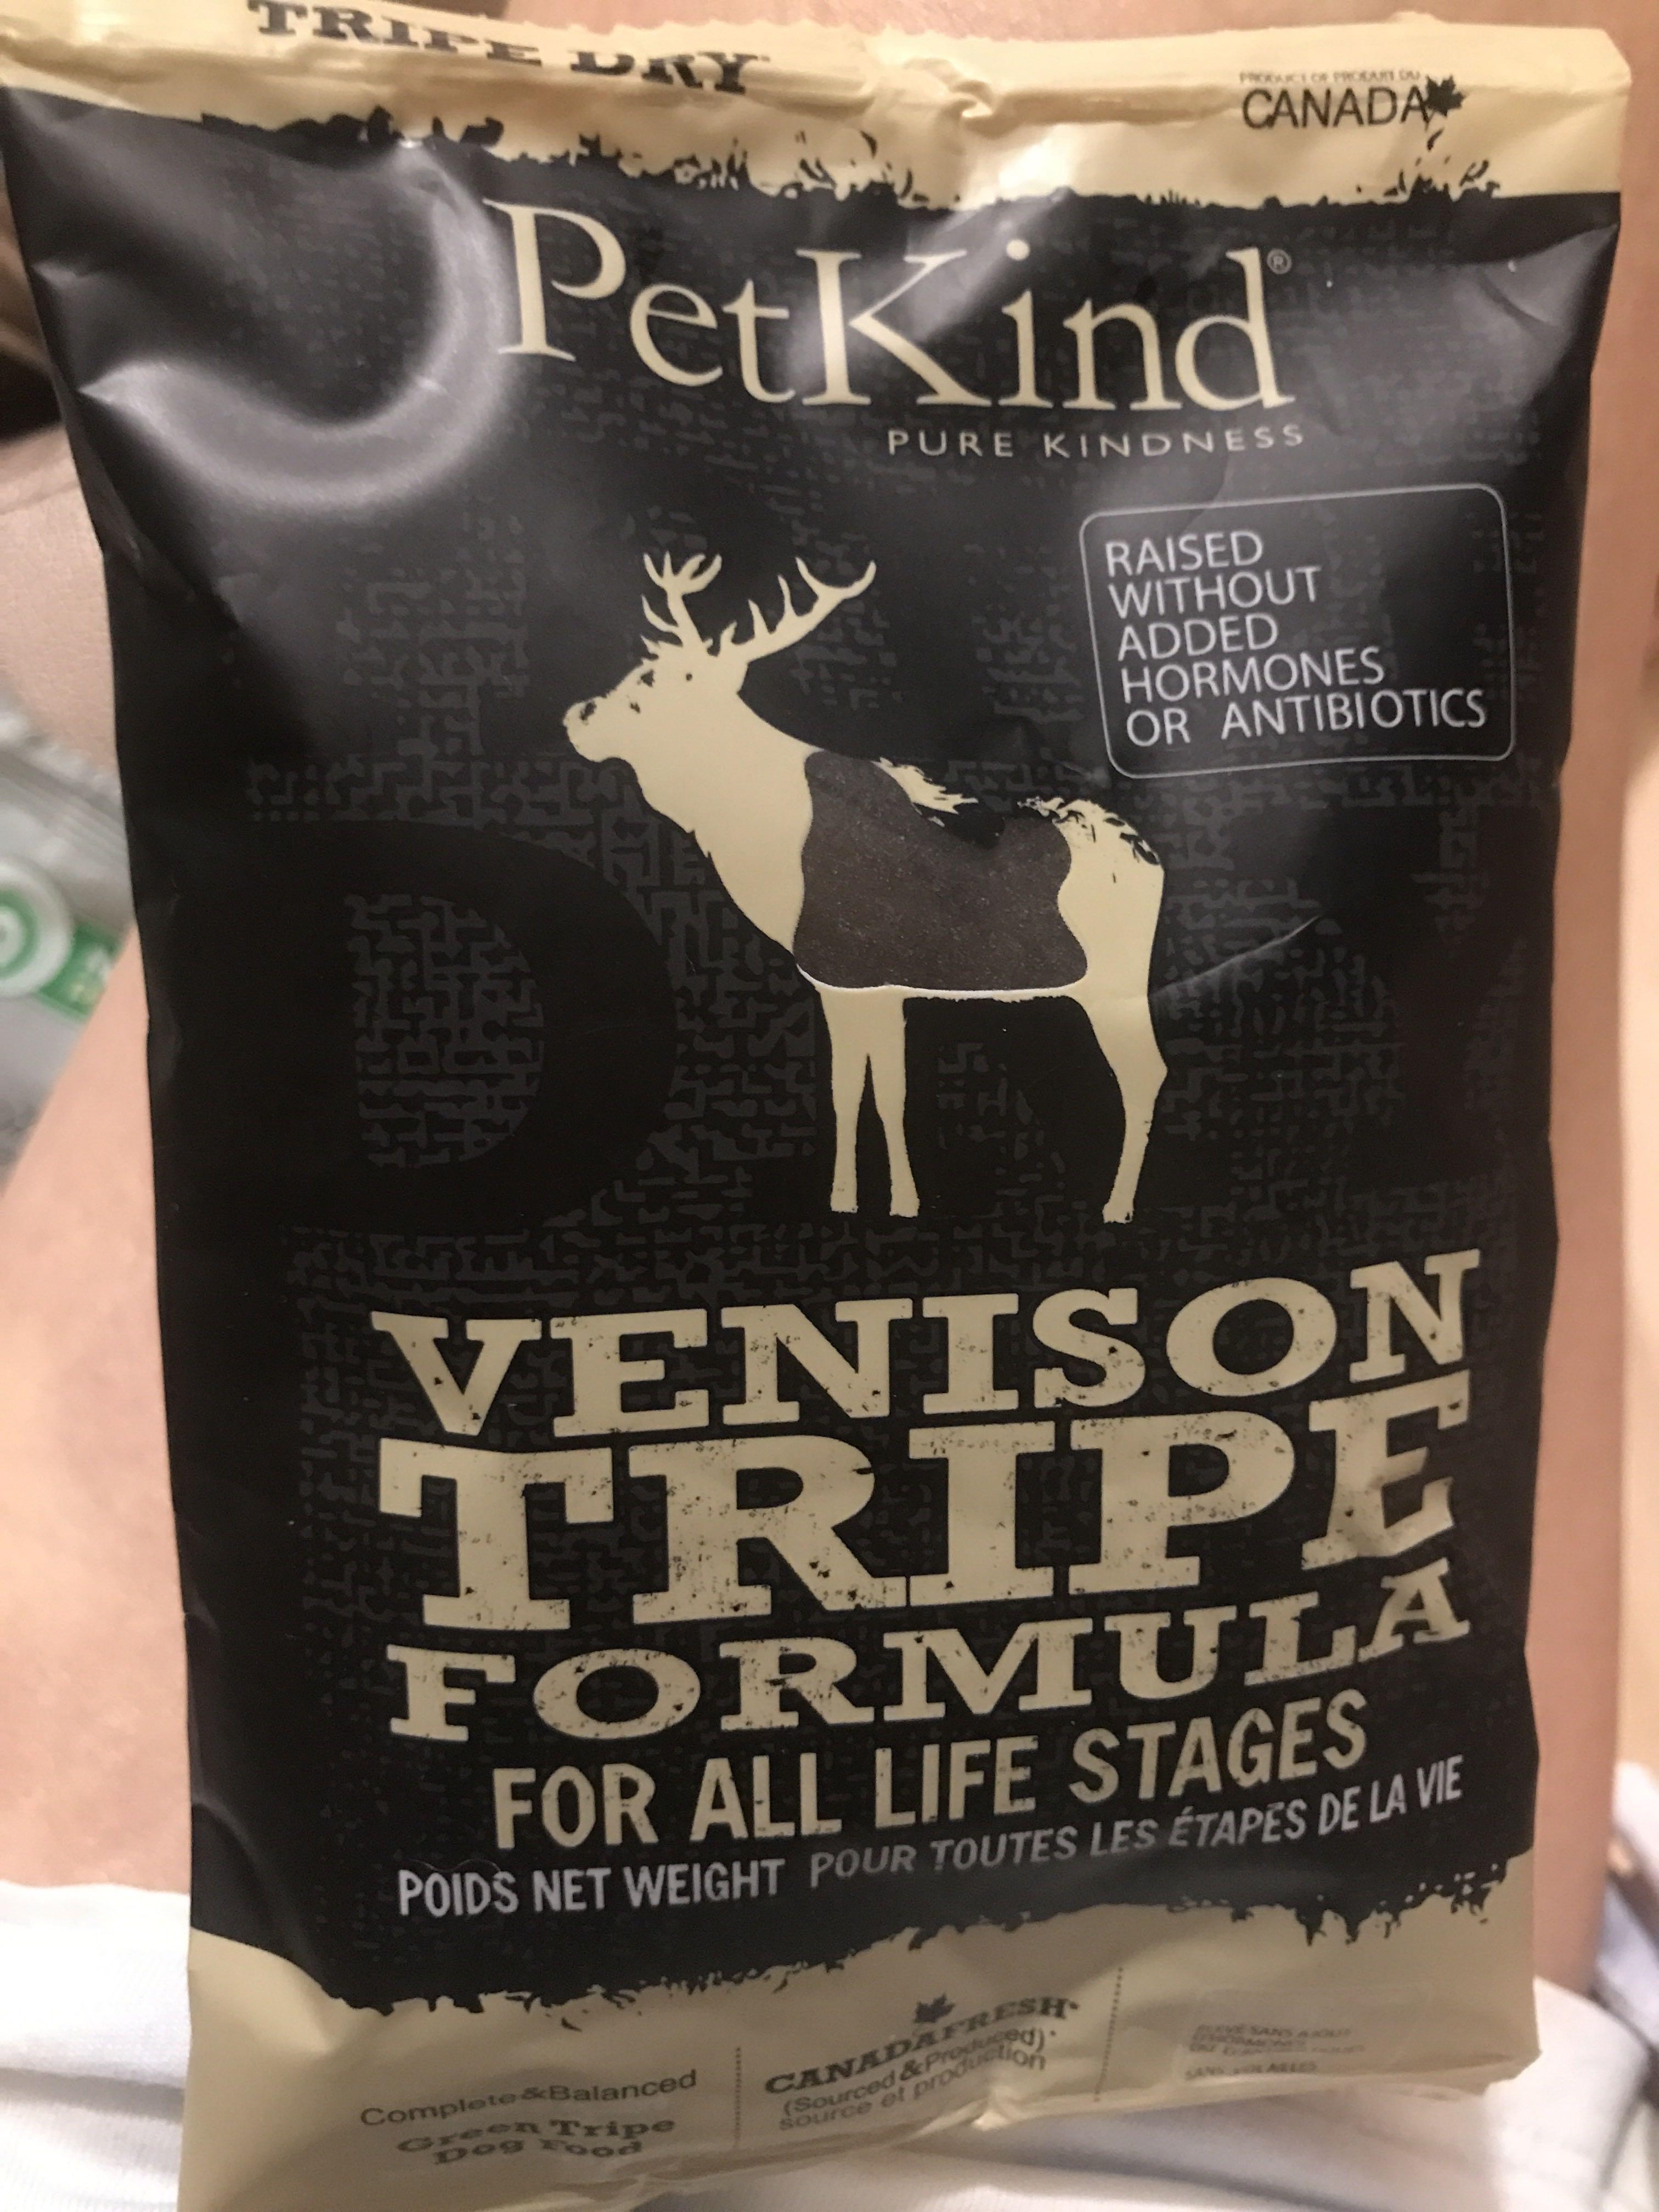 TRIPE DRY
PRODUCT OF PRODUIT DU
CANADA
PetKind®
PURE KINDNESS
RAISED
WITHOUT
ADDED
HORMONES
OR ANTIBIOTICS
VENISON
TRIPE
FORMULA
FOR ALL LIFE STAGES
POIDS NET WEIGHT POUR TOUTES LES ÉTAPES DE LA VIE
Complete&Balanced
Green Tripe
Dog Food
CANADAFRESH
(Sourced & Produced)
source et production